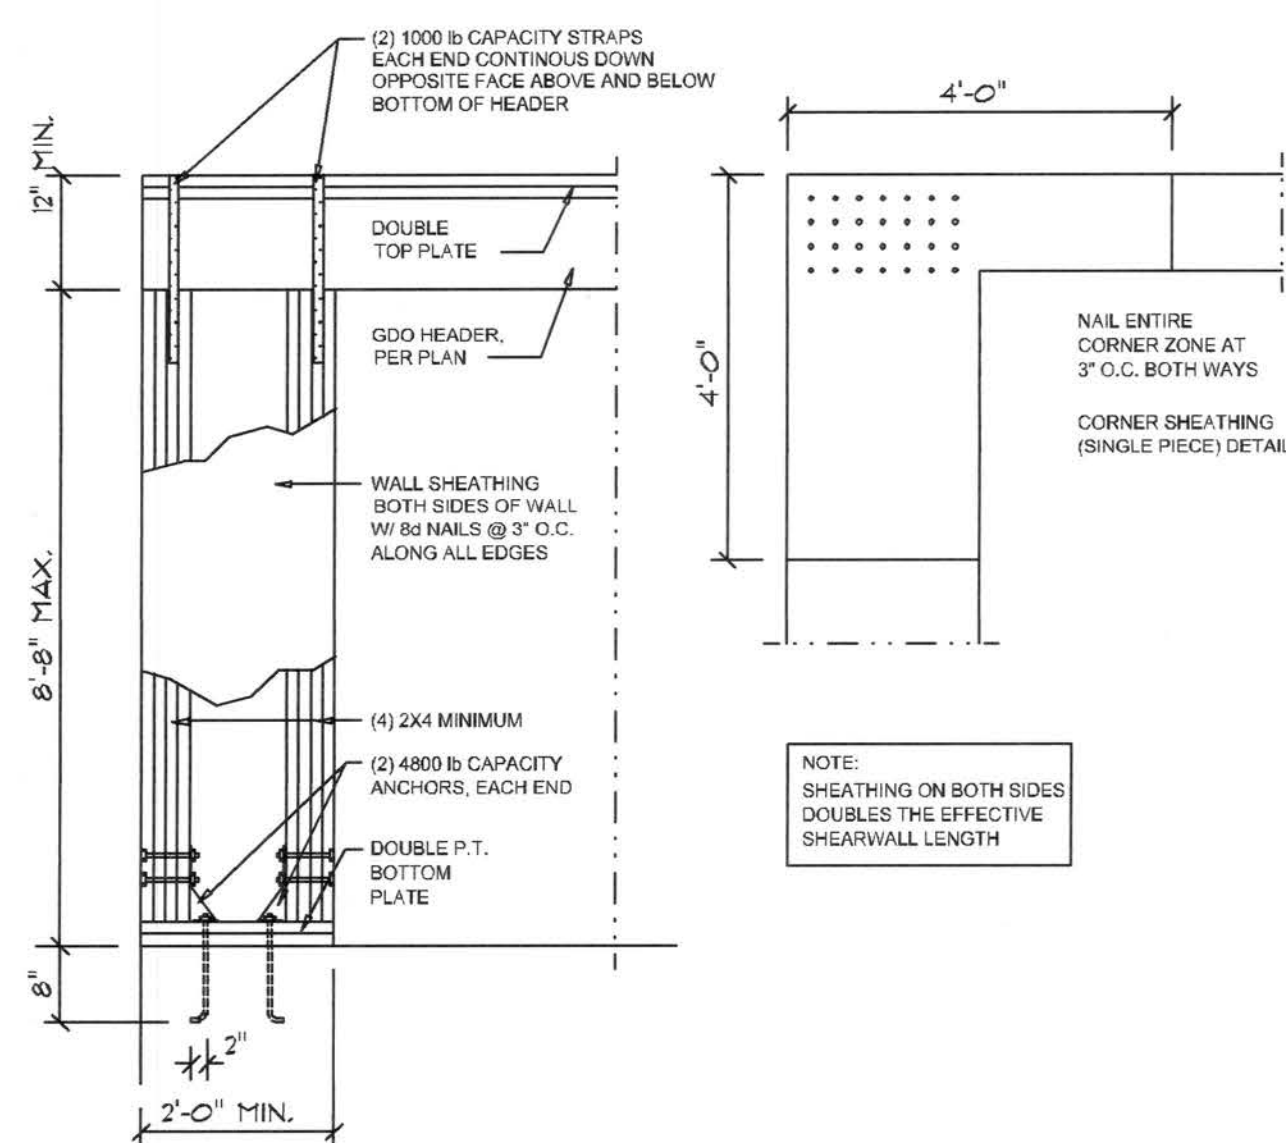 (2) 1000 lb CAPACITY STRAPS
EACH END CONTINOUS DOWN
OPPOSITE FACE ABOVE AND BELOW
BOTTOM OF HEADER
12" MIN.
DOUBLE
TOP PLATE
GDO HEADER,
PER PLAN
WALL SHEATHING
BOTH SIDES OF WALL
W/ 8d NAILS @ 3" O.C.
ALONG ALL EDGES
8'-8" MAX.
(4) 2X4 MINIMUM
(2) 4800 lb CAPACITY
ANCHORS, EACH END
DOUBLE P.T.
BOTTOM
PLATE
8"
2"
2'-0" MIN.
4'-0"
4'-0"
NAIL ENTIRE
CORNER ZONE AT
3" O.C. BOTH WAYS
CORNER SHEATHING
(SINGLE PIECE) DETAIL
NOTE:
SHEATHING ON BOTH SIDES
DOUBLES THE EFFECTIVE
SHEARWALL LENGTH